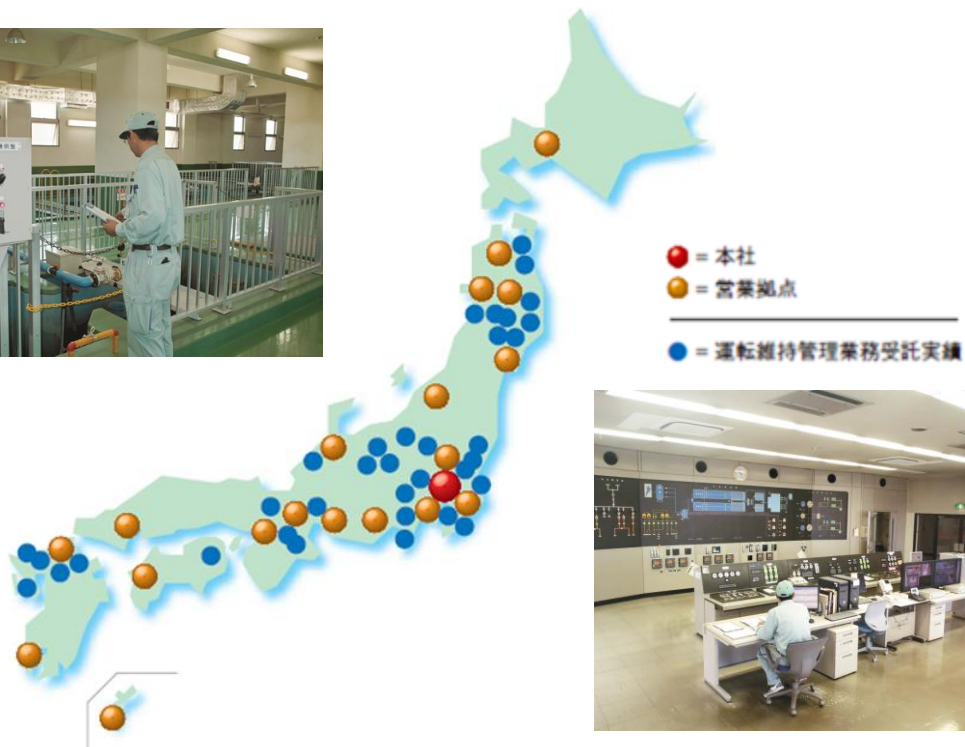 = 本社
= 営業拠点
= 運転維持管理業務受託実績